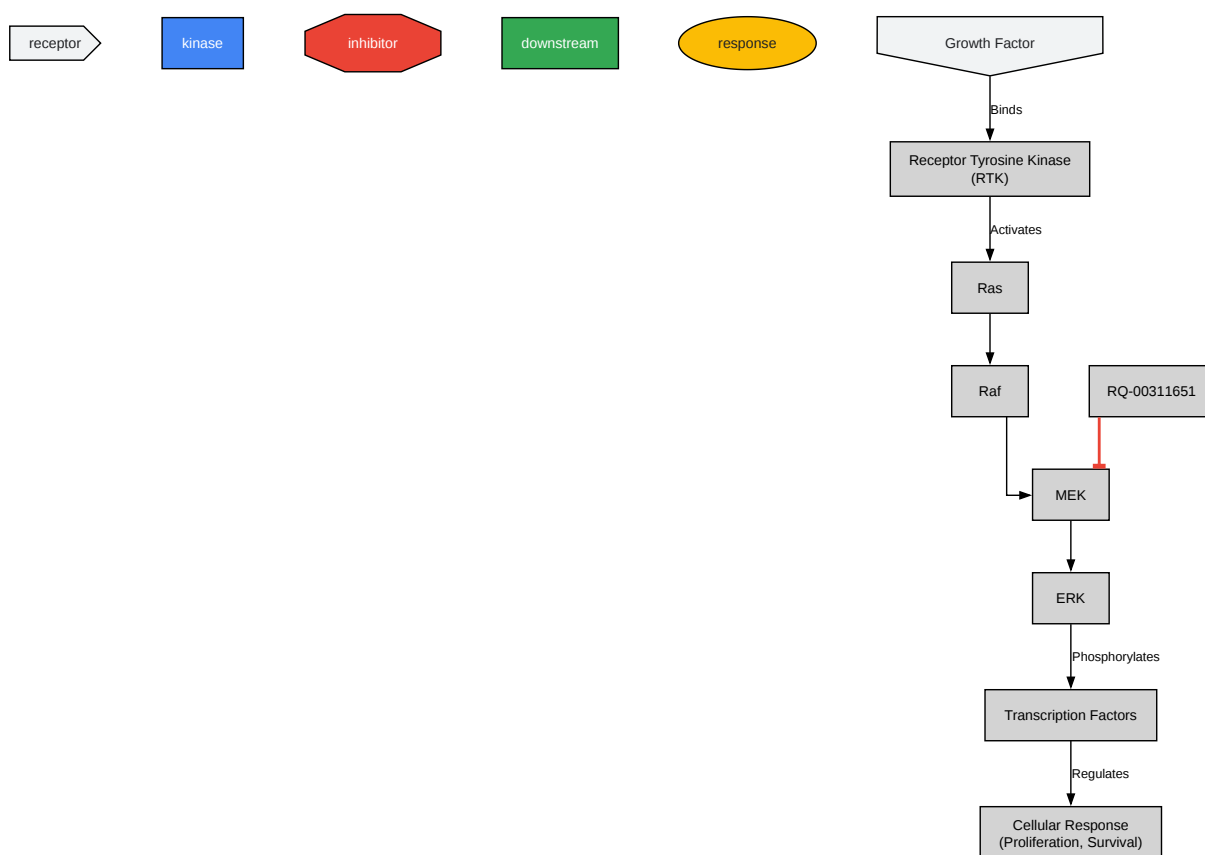 receptor
kinase
inhibitor
downstream
response
Growth Factor
Binds
Receptor Tyrosine Kinase
(RTK)
Activates
Ras
Raf
RQ-00311651
MEK
ERK
Phosphorylates
Transcription Factors
Regulates
Cellular Response
(Proliferation, Survival)